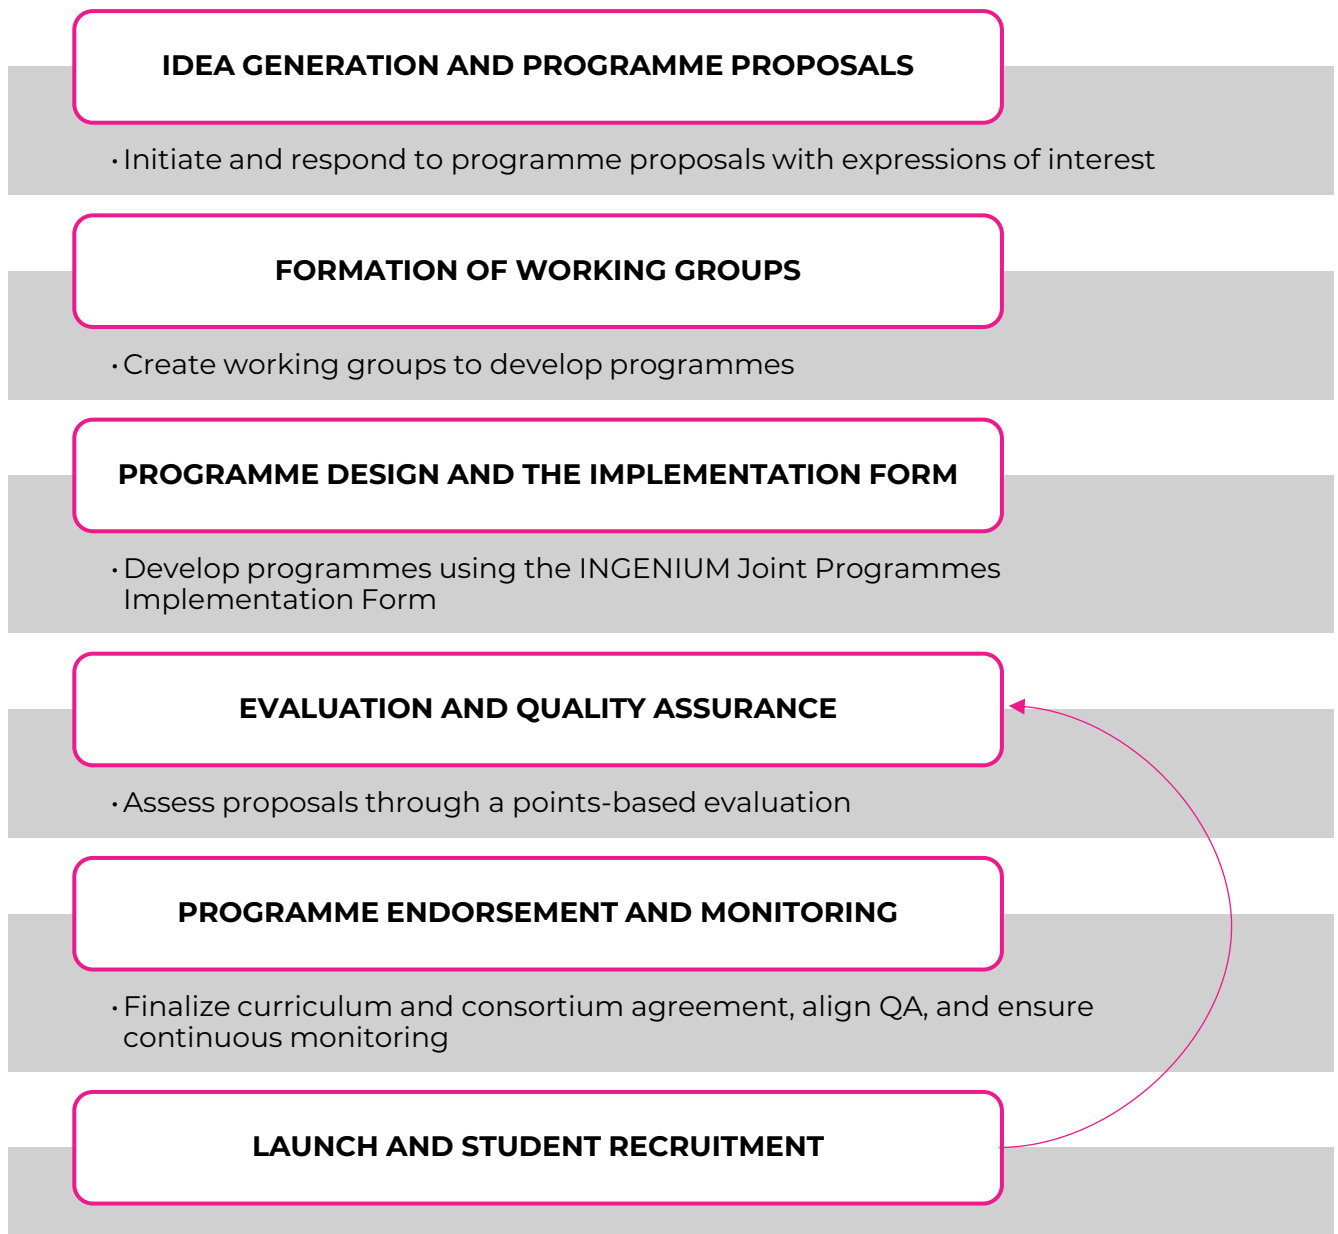 IDEA GENERATION AND PROGRAMME PROPOSALS
· Initiate and respond to programme proposals with expressions of interest
FORMATION OF WORKING GROUPS
· Create working groups to develop programmes
PROGRAMME DESIGN AND THE IMPLEMENTATION FORM
· Develop programmes using the INGENIUM Joint Programmes
Implementation Form
EVALUATION AND QUALITY ASSURANCE
· Assess proposals through a points-based evaluation
PROGRAMME ENDORSEMENT AND MONITORING
· Finalize curriculum and consortium agreement, align QA, and ensure
continuous monitoring
LAUNCH AND STUDENT RECRUITMENT